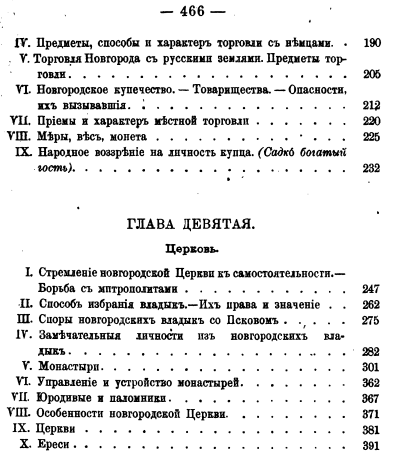 — 466 —
IV. Предметы, способы и характеръ торговли съ нѣмцами. . 190
V. Торговля Новгорода съ русскими землями. Предметы тор-
говли . . . . . . . . . . . . . . . . . 205
VI. Новгородское купечество. — Товарищества. — Опасности,
ихъ вызывавшія. . . . . . . . . . . . . . 212
VII. Пріемы и характеръ мѣстной торговли . . . . . . . 220
VIII. Мѣры, вѣсъ, монета . . . . . . . . . . . . 225
IX. Народное воззрѣніе на личность купца. (Садкò богатый
гость) . . . . . . . . . . . . . . . . . 232
ГЛАВА ДЕВЯТАЯ.
Церковь.
I. Стремленіе новгородской Церкви къ самостоятельности.—
Борьба съ митрополитами . . . . . . . . . . 247
II. Способъ избранія владыкъ.—Ихъ права и значеніе . . 262
III. Споры новгородскихъ владыкъ со Псковомъ . . . . . 275
IV. Замѣчательныя личности изъ новгородскихъ вла-
дыкъ . . . . . . . . . . . . . . . . . 282
V. Монастыри. . . . . . . . . . . . . . . . 301
VI. Управленіе и устройство монастырей. . . . . . . . 362
VII. Юродивые и паломники . . . . . . . . . . . 367
VIII. Особенности новгородской Церкви. . . . . . . . . 371
IX. Церкви . . . . . . . . . . . . . . . . . 381
X. Ереси . . . . . . . . . . . . . . . . . 391